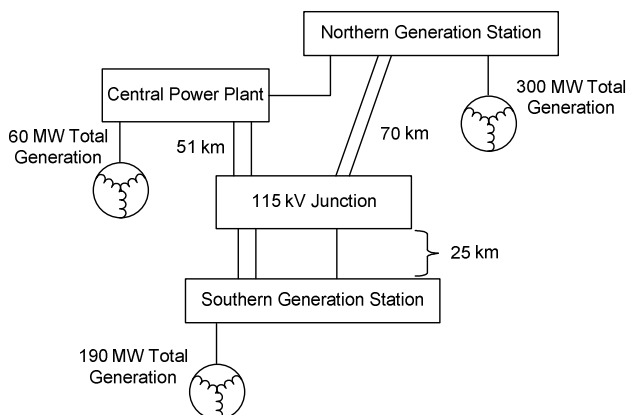 Northern Generation Station
Central Power Plant
300 MW Total
Generation
60 MW Total
Generation
51 km
70 km
115 kV Junction
25 km
Southern Generation Station
190 MW Total
Generation